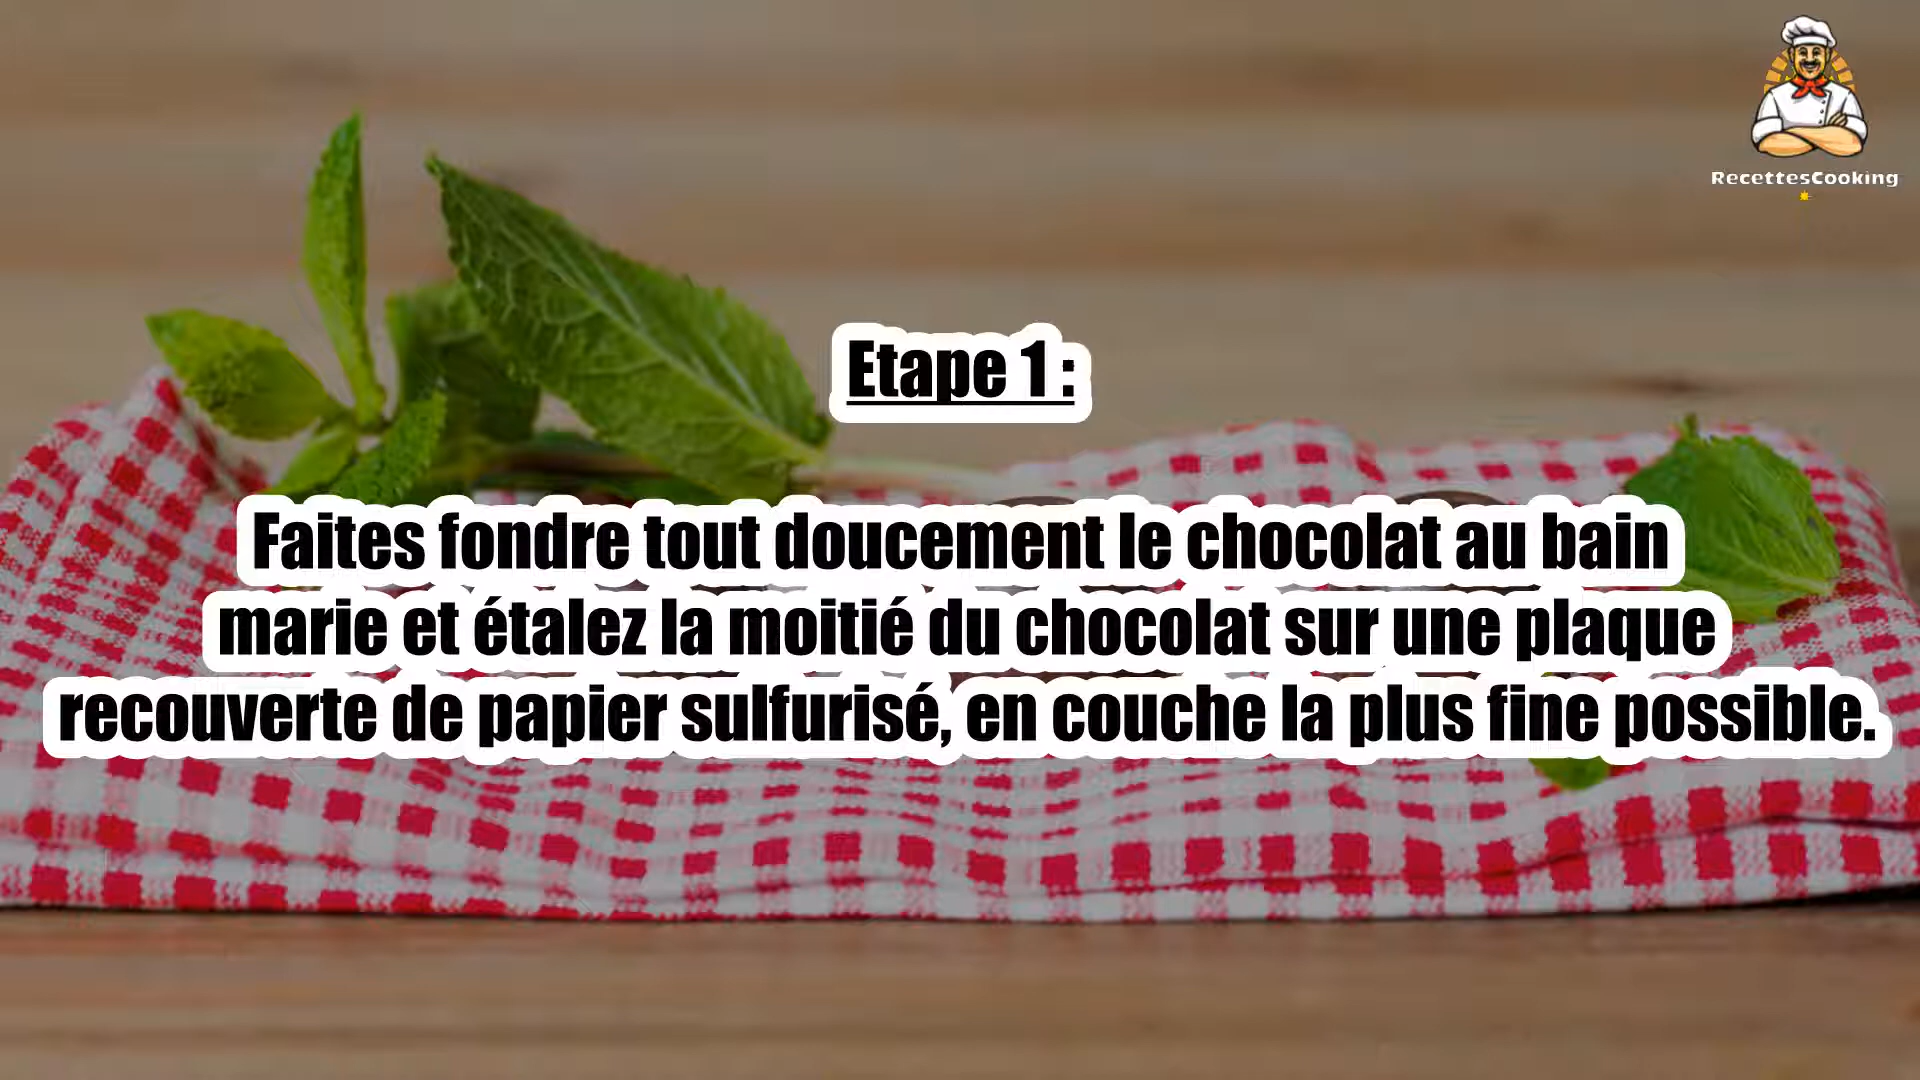 RecettesCooking
Etape 1 :
Faites fondre tout doucement le chocolat au bain
marie et étalez la moitié du chocolat sur une plaque
recouverte de papier sulfurisé, en couche la plus fine possible.